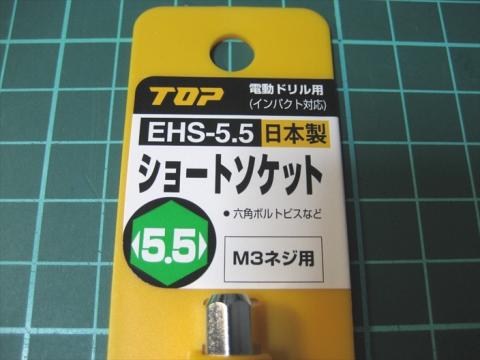 TOP 電動ドリル用
(インパクト対応)
EHS-5.5 日本製
ショートソケット
• 六角ボルトビスなど
5.5
M3ネジ用